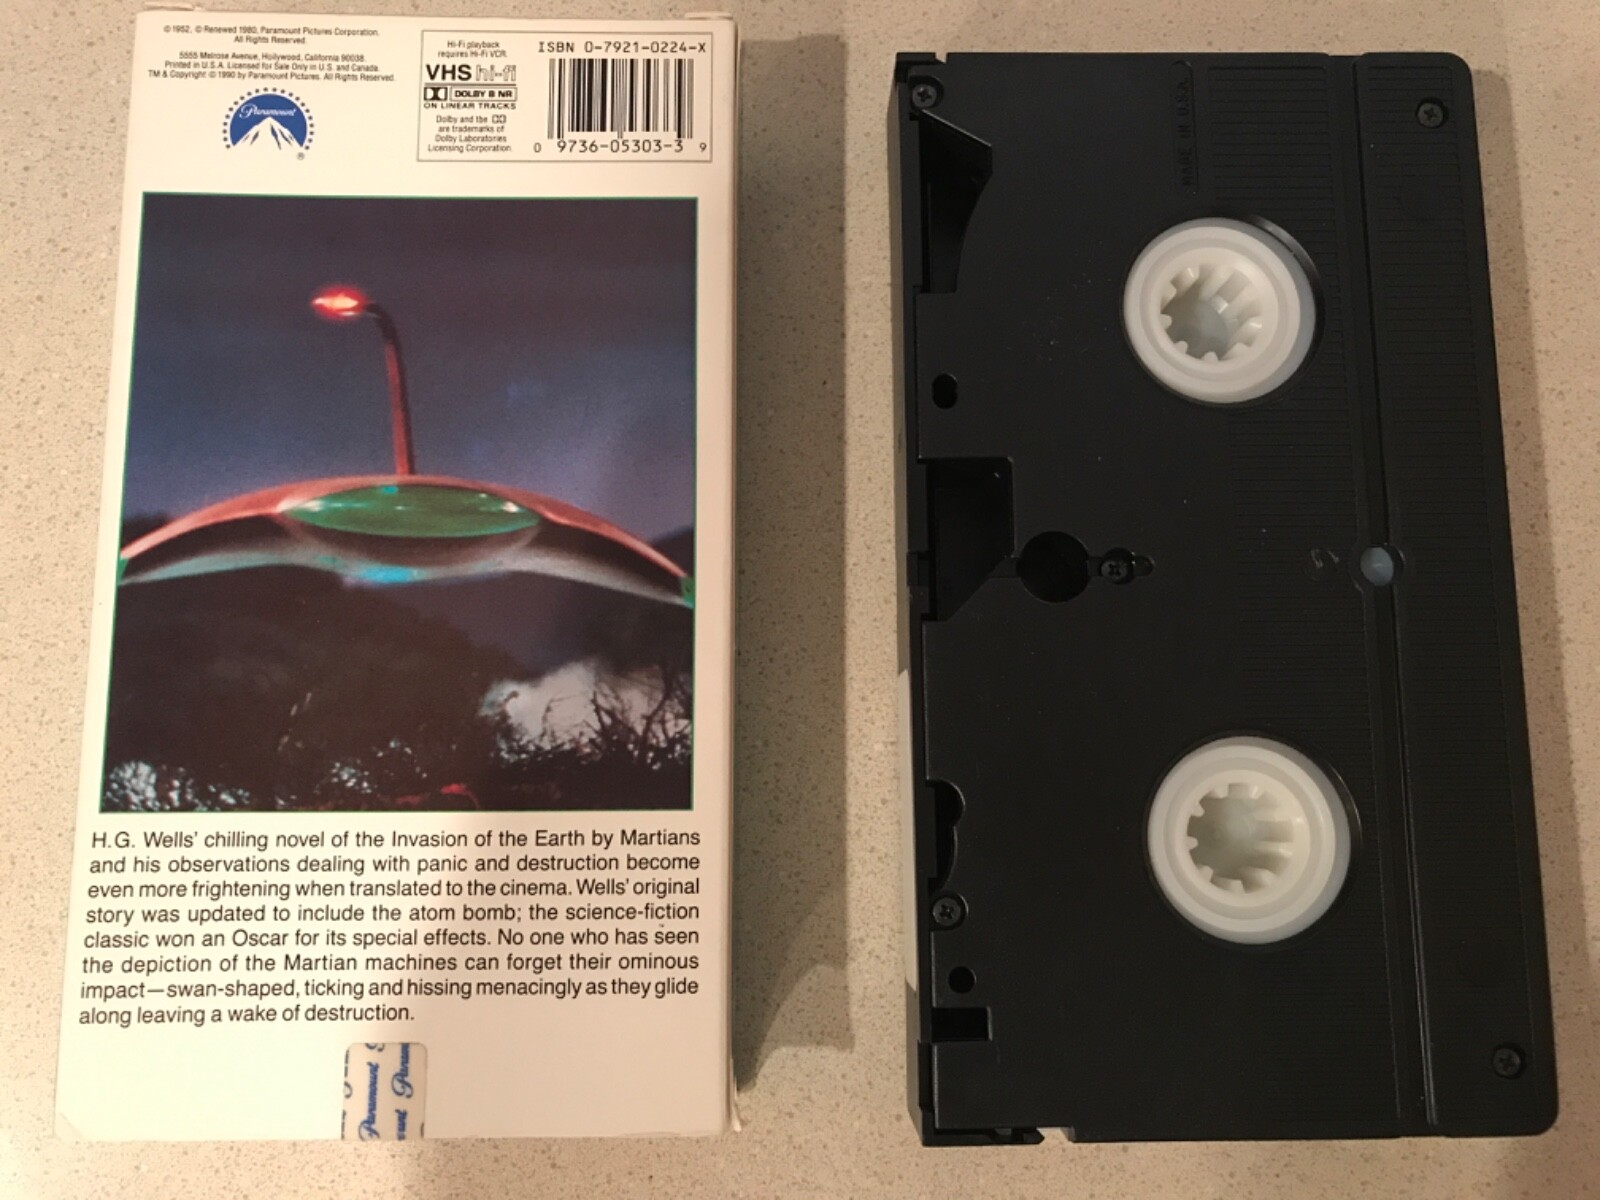 © 1952, © Renewed 1980, Paramount Pictures Corporation.
All Rights Reserved.
5555 Melrose Avenue, Hollywood, California 90038.
Printed in U.S.A. Licensed for Sale Only in U.S. and Canada.
TM & Copyright © 1990 by Paramount Pictures. All Rights Reserved.
Paramount
®
Hi-Fi playback
requires Hi-Fi VCR.
VHS hi-fi
DOLBY B NR
ON LINEAR TRACKS
Dolby and the
are trademarks of
Dolby Laboratories
Licensing Corporation.
ISBN 0-7921-0224-X
0 9736-05303-3 9
H.G. Wells' chilling novel of the Invasion of the Earth by Martians
and his observations dealing with panic and destruction become
even more frightening when translated to the cinema. Wells' original
story was updated to include the atom bomb; the science-fiction
classic won an Oscar for its special effects. No one who has seen
the depiction of the Martian machines can forget their ominous
impact—swan-shaped, ticking and hissing menacingly as they glide
along leaving a wake of destruction.
Paramount
MADE IN U.S.A.